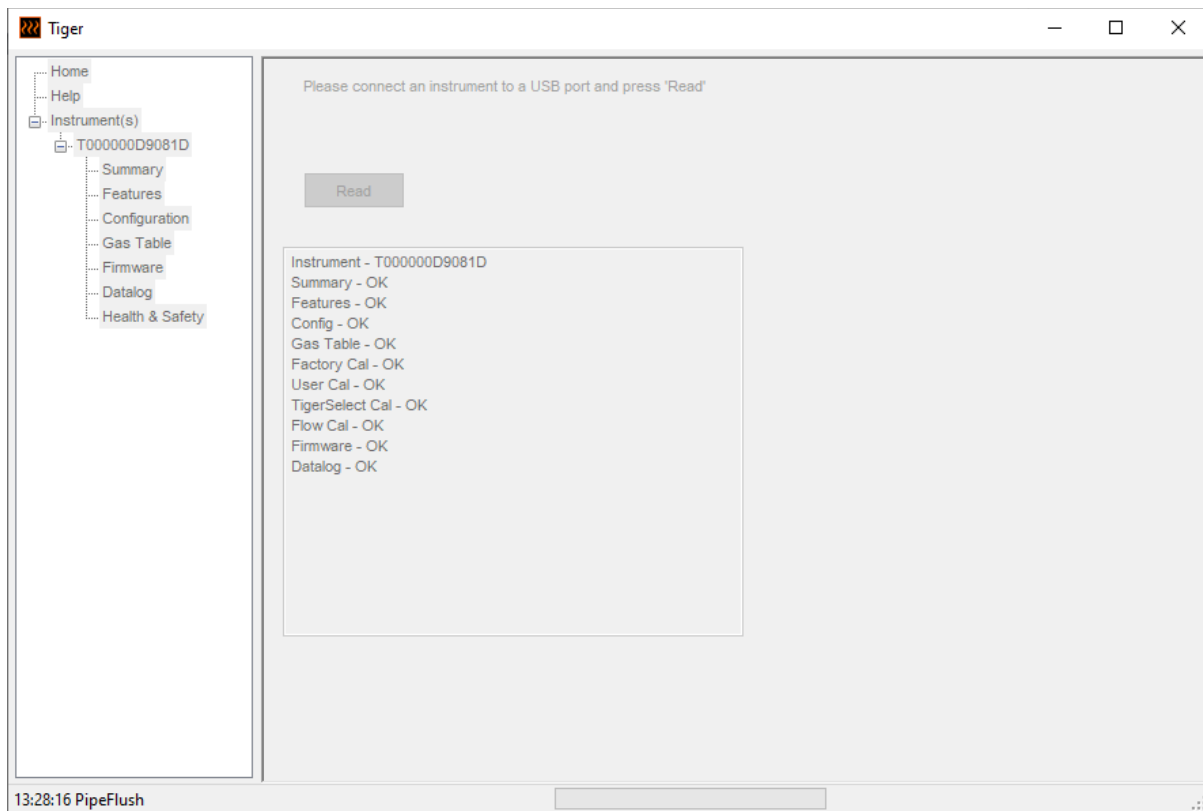 Tiger
Home
Help
Instrument(s)
T000000D9081D
Summary
Features
Configuration
Gas Table
Firmware
Datalog
Health & Safety
Please connect an instrument to a USB port and press 'Read'
Read
Instrument - T000000D9081D
Summary - OK
Features - OK
Config - OK
Gas Table - OK
Factory Cal - OK
User Cal - OK
TigerSelect Cal - OK
Flow Cal - OK
Firmware - OK
Datalog - OK
13:28:16 PipeFlush